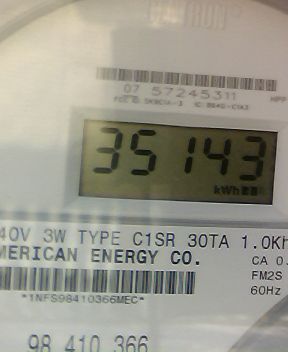 07 57245311
35143
kWh
40V 3W TYPE C1SR 30TA 1.0Kh
MERICAN ENERGY CO.
CA 0.
FM2S
*1NFS98410366MEC*
60Hz
98 410 366